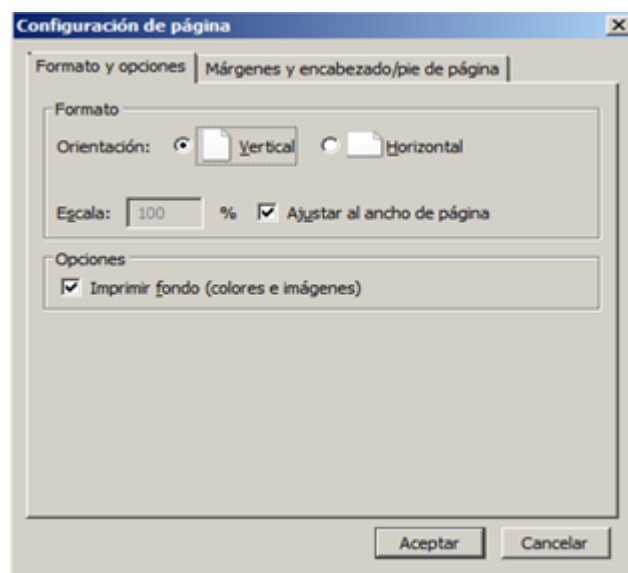 Configuración de página
Formato y opciones Márgenes y encabezado/pie de página
Formato
Orientación: Vertical Horizontal
Escala: 100 % Ajustar al ancho de página
Opciones
Imprimir fondo (colores e imágenes)
Aceptar Cancelar